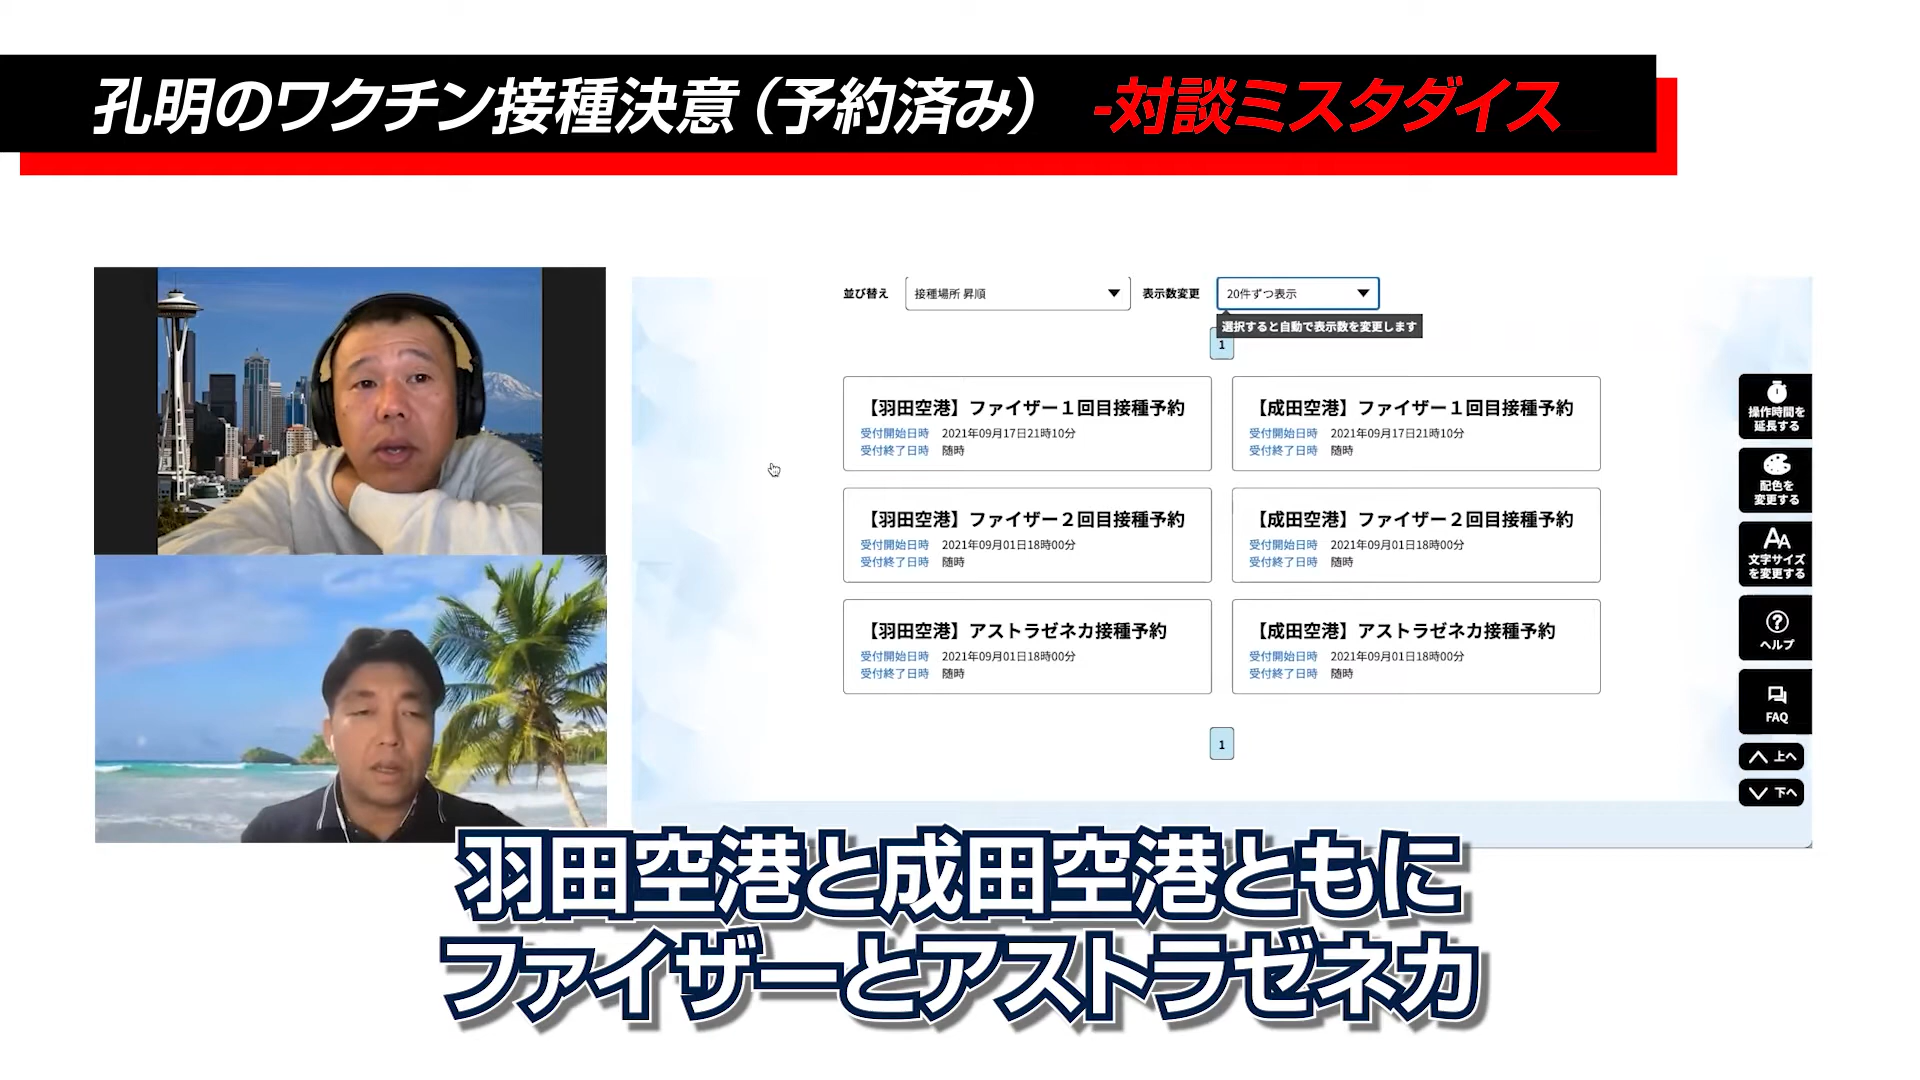 孔明のワクチン接種決意（予約済み） -対談ミスタダイス
並び替え 接種場所 昇順 表示数変更 20件ずつ表示
選択すると自動で表示数を変更します
1
【羽田空港】ファイザー１回目接種予約
受付開始日時 2021年09月17日21時10分
受付終了日時 随時
【成田空港】ファイザー１回目接種予約
受付開始日時 2021年09月17日21時10分
受付終了日時 随時
【羽田空港】ファイザー２回目接種予約
受付開始日時 2021年09月01日18時00分
受付終了日時 随時
【成田空港】ファイザー２回目接種予約
受付開始日時 2021年09月01日18時00分
受付終了日時 随時
【羽田空港】アストラゼネカ接種予約
受付開始日時 2021年09月01日18時00分
受付終了日時 随時
【成田空港】アストラゼネカ接種予約
受付開始日時 2021年09月01日18時00分
受付終了日時 随時
1
操作時間を
延長する
配色を
変更する
AA
文字サイズ
を変更する
?
ヘルプ
FAQ
上へ
下へ
羽田空港と成田空港ともに
ファイザーとアストラゼネカ